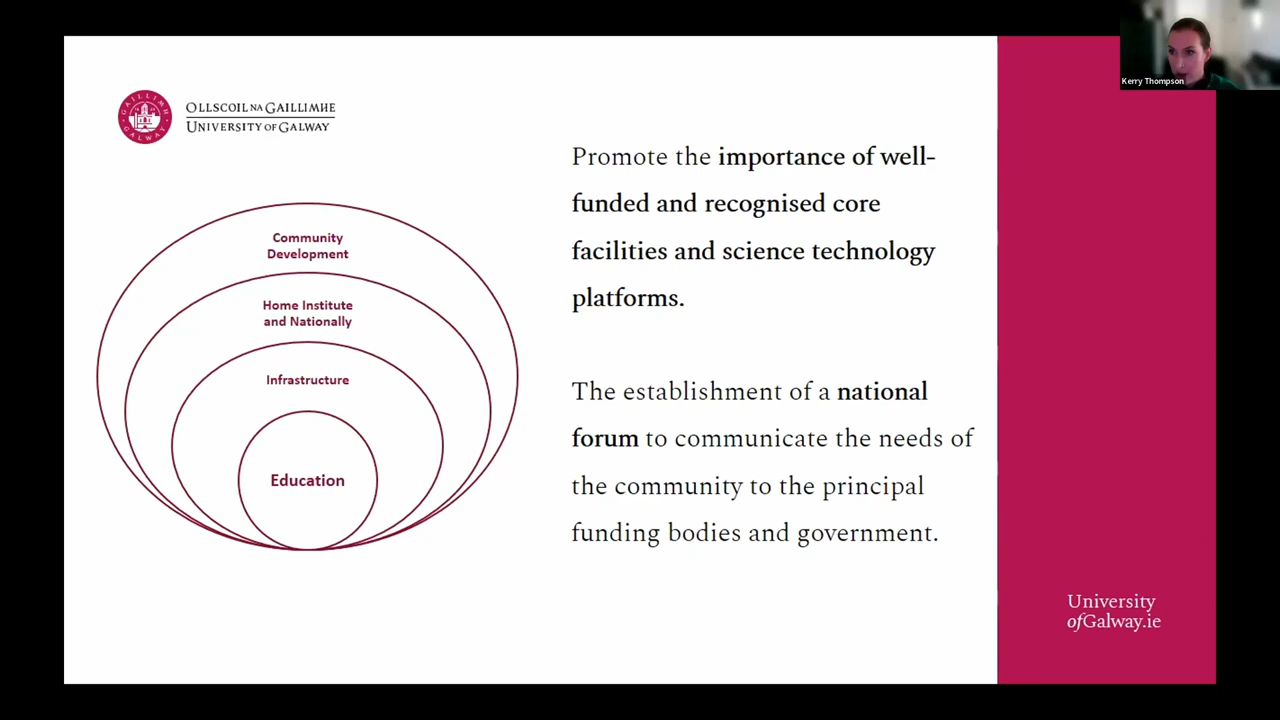 Kerry Thompson
OLLSCOIL NA GAILLIMHE
UNIVERSITY OF GALWAY
GAILLIMH
GALWAY
Community
Development
Home Institute
and Nationally
Infrastructure
Education
Promote the importance of well-
funded and recognised core
facilities and science technology
platforms.
The establishment of a national
forum to communicate the needs of
the community to the principal
funding bodies and government.
University
ofGalway.ie